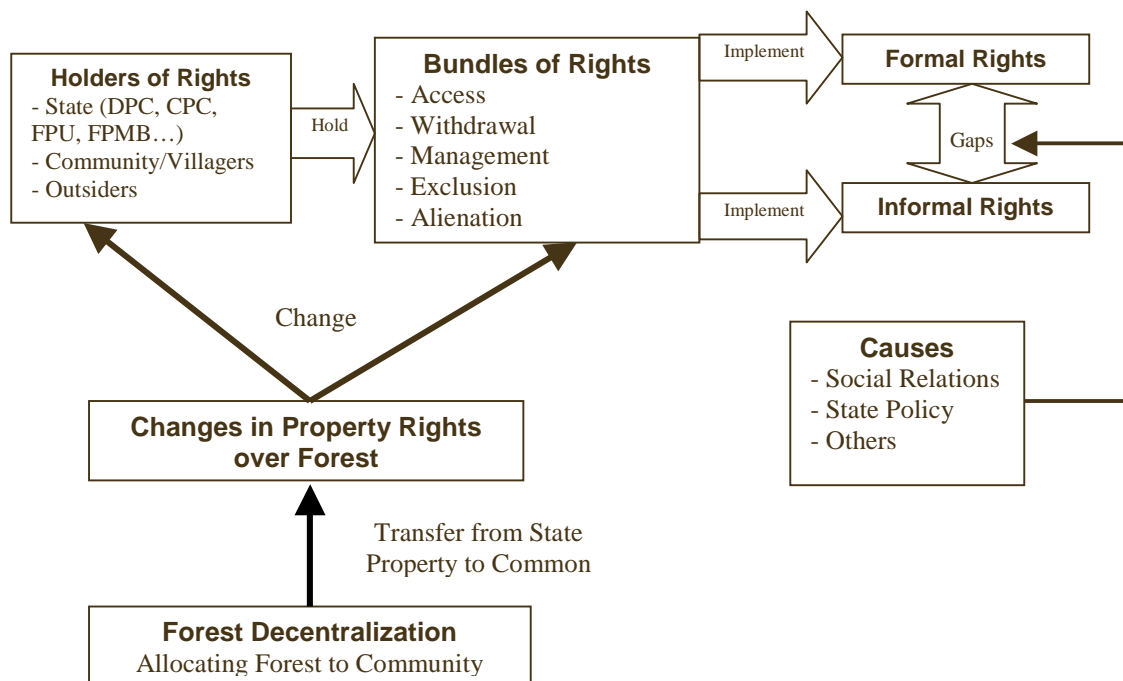 Holders of Rights
- State (DPC, CPC,
FPU, FPMB…)
- Community/Villagers
- Outsiders
Hold
Bundles of Rights
- Access
- Withdrawal
- Management
- Exclusion
- Alienation
Implement
Implement
Formal Rights
Gaps
Informal Rights
Change
Causes
- Social Relations
- State Policy
- Others
Changes in Property Rights
over Forest
Transfer from State
Property to Common
Forest Decentralization
Allocating Forest to Community